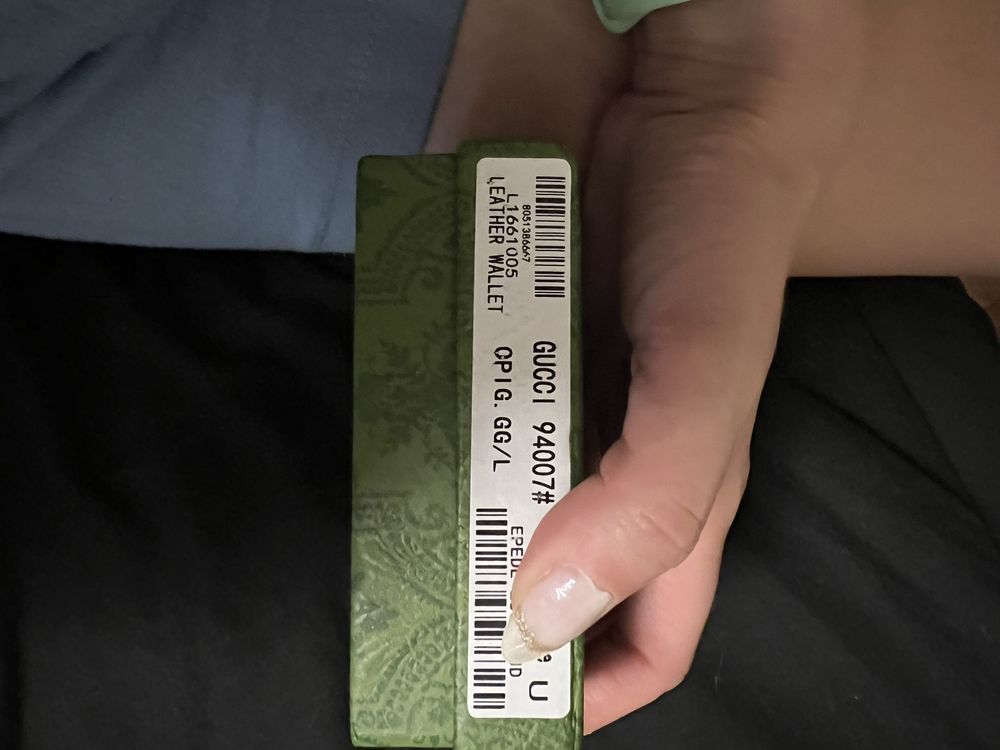 8051386667
L1661005
LEATHER WALLET
GUCCI 94007#
OPIG. GG/L
U